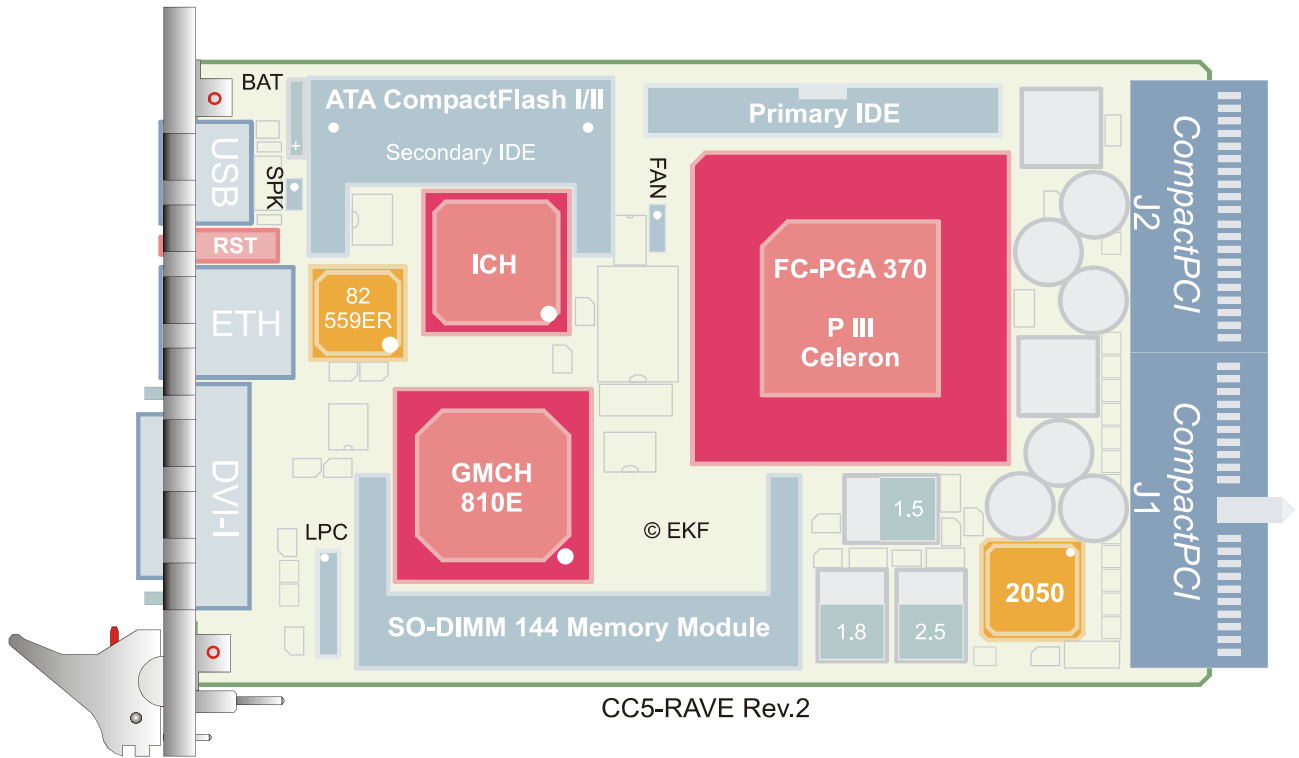 BAT
ATA CompactFlash I/II
Secondary IDE
Primary IDE
USB
SPK
FAN
RST
ICH
82
559ER
ETH
FC-PGA 370
P III
Celeron
CompactPCI
J2
GMCH
810E
DVI-I
LPC
© EKF
1.5
CompactPCI
J1
2050
SO-DIMM 144 Memory Module
1.8
2.5
+
CC5-RAVE Rev.2